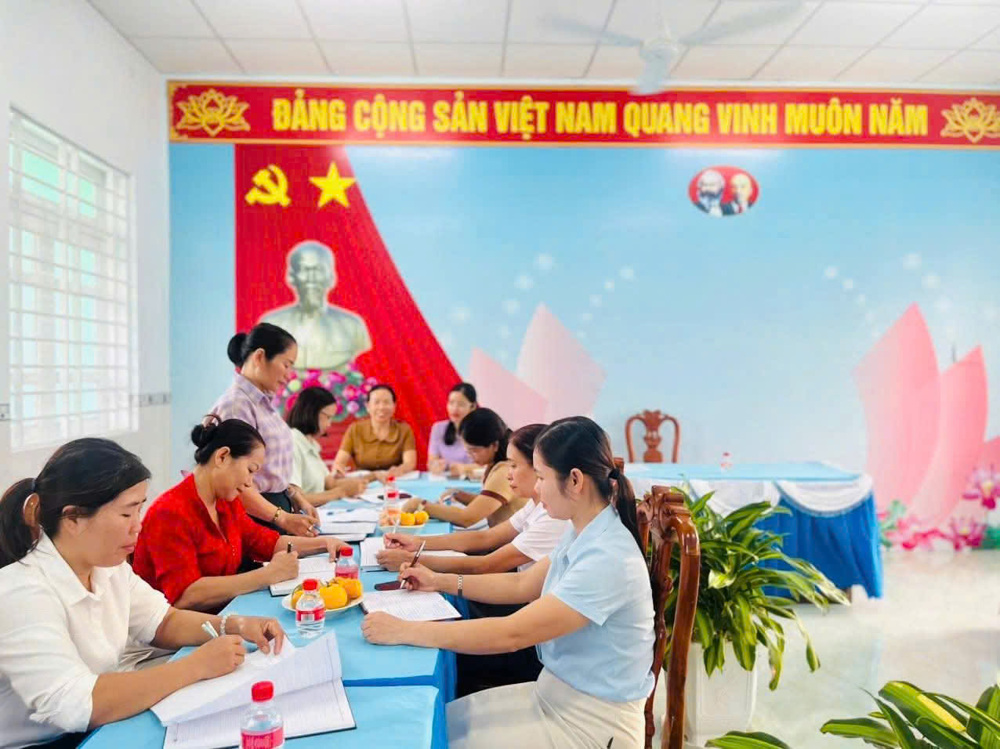 ĐẢNG CỘNG SẢN VIỆT NAM QUANG VINH MUÔN NĂM